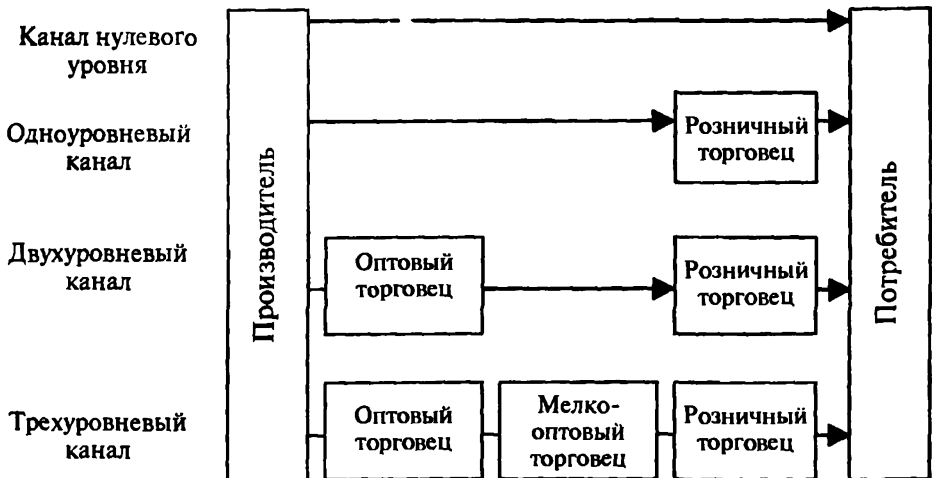 Канал нулевого
уровня
Одноуровневый
канал
Двухуровневый
канал
Трехуровневый
канал
Производитель
Розничный
торговец
Оптовый
торговец
Розничный
торговец
Оптовый
торговец
Мелко-
оптовый
торговец
Розничный
торговец
Потребитель